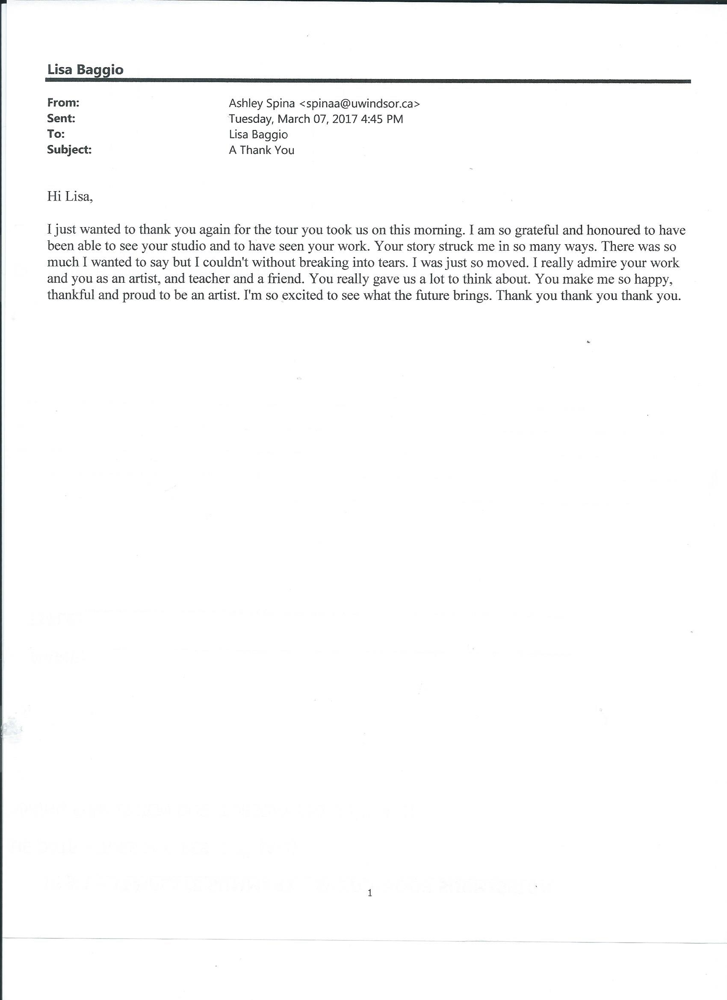 Lisa Baggio
From: Ashley Spina <spinaa@uwindsor.ca>
Sent: Tuesday, March 07, 2017 4:45 PM
To: Lisa Baggio
Subject: A Thank You
Hi Lisa,
I just wanted to thank you again for the tour you took us on this morning. I am so grateful and honoured to have
been able to see your studio and to have seen your work. Your story struck me in so many ways. There was so
much I wanted to say but I couldn't without breaking into tears. I was just so moved. I really admire your work
and you as an artist, and teacher and a friend. You really gave us a lot to think about. You make me so happy,
thankful and proud to be an artist. I'm so excited to see what the future brings. Thank you thank you thank you.
1